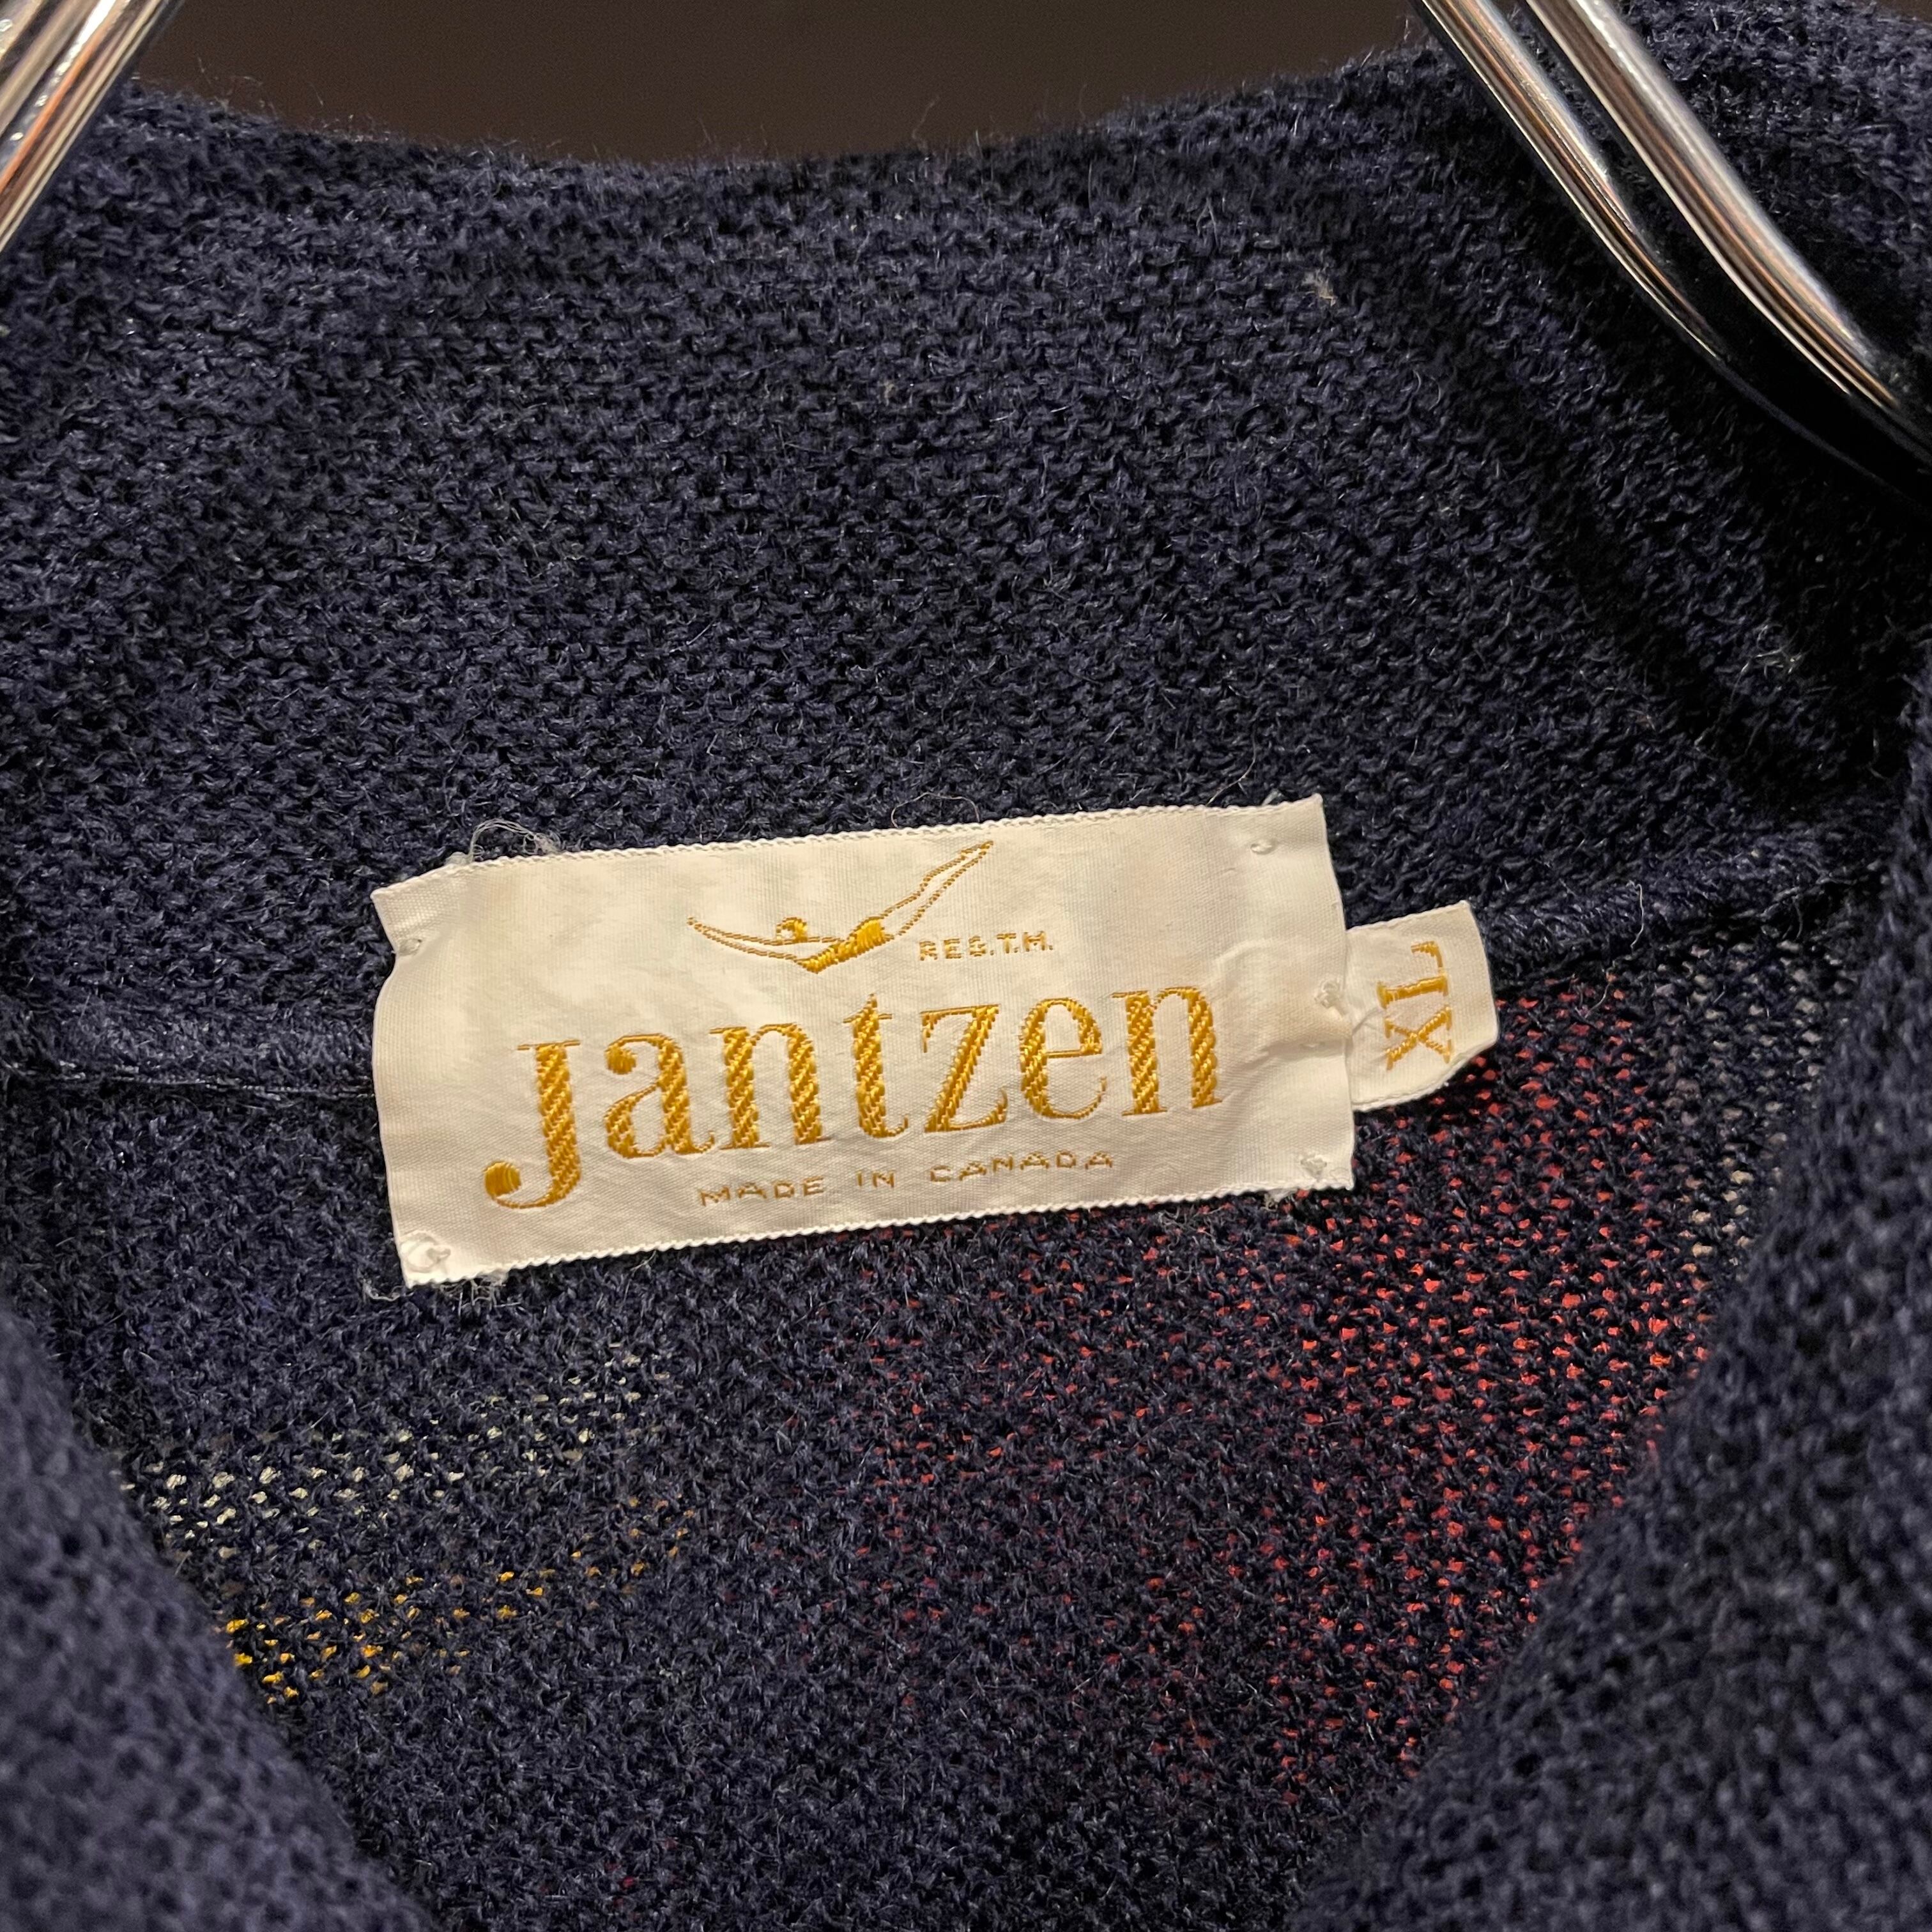 REG.T.M.
Jantzen
MADE IN CANADA
XL